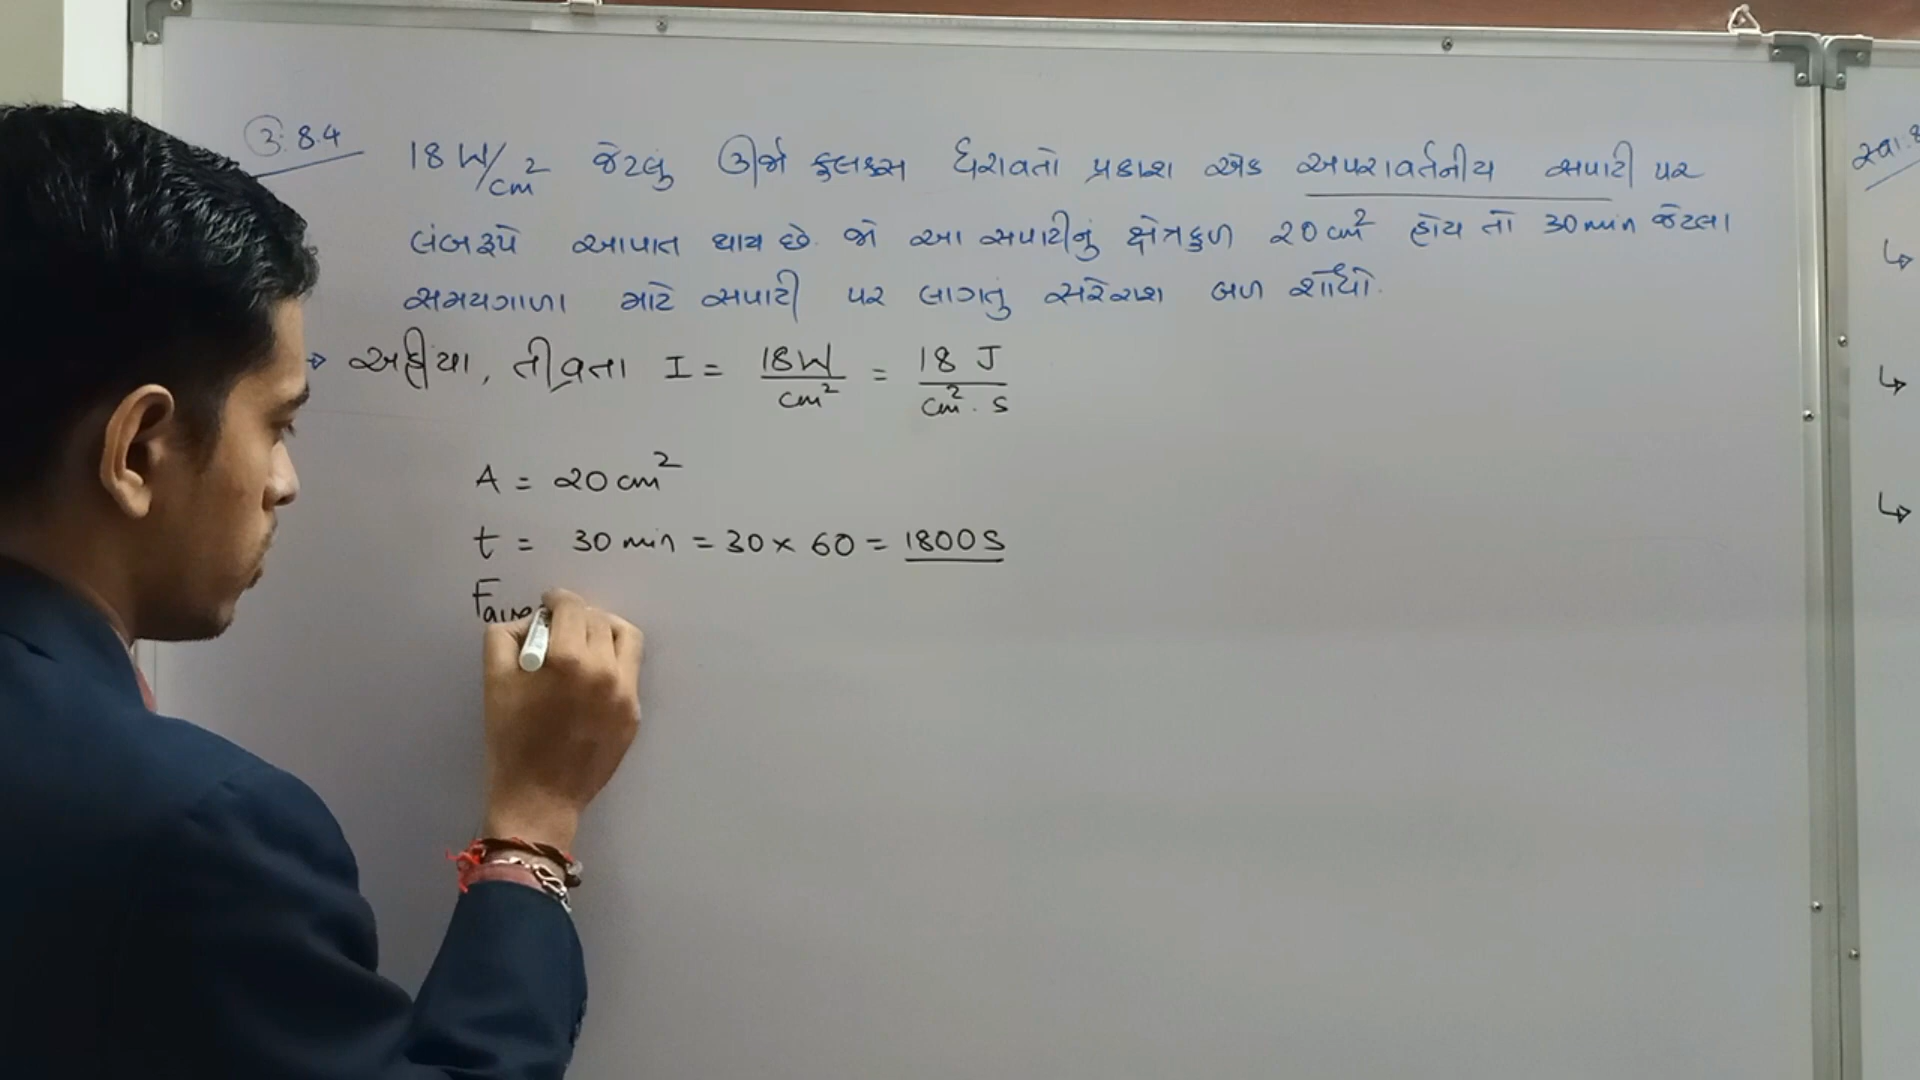 ઉ. 8.4
18 W/cm² જેટલું ઊર્જા ફ્લક્સ ધરાવતો પ્રકાશ એક અપરાવર્તનીય સપાટી પર
લંબરૂપે આપાત થાય છે. જો આ સપાટીનું ક્ષેત્રફળ 20 cm² હોય તો 30 min જેટલા
સમયગાળા માટે સપાટી પર લાગતુ સરેરાશ બળ શોધો.
→ અહીયા, તીવ્રતા I = 18W/cm² = 18 J/cm² . s
A = 20 cm²
t = 30 min = 30 × 60 = 1800 S